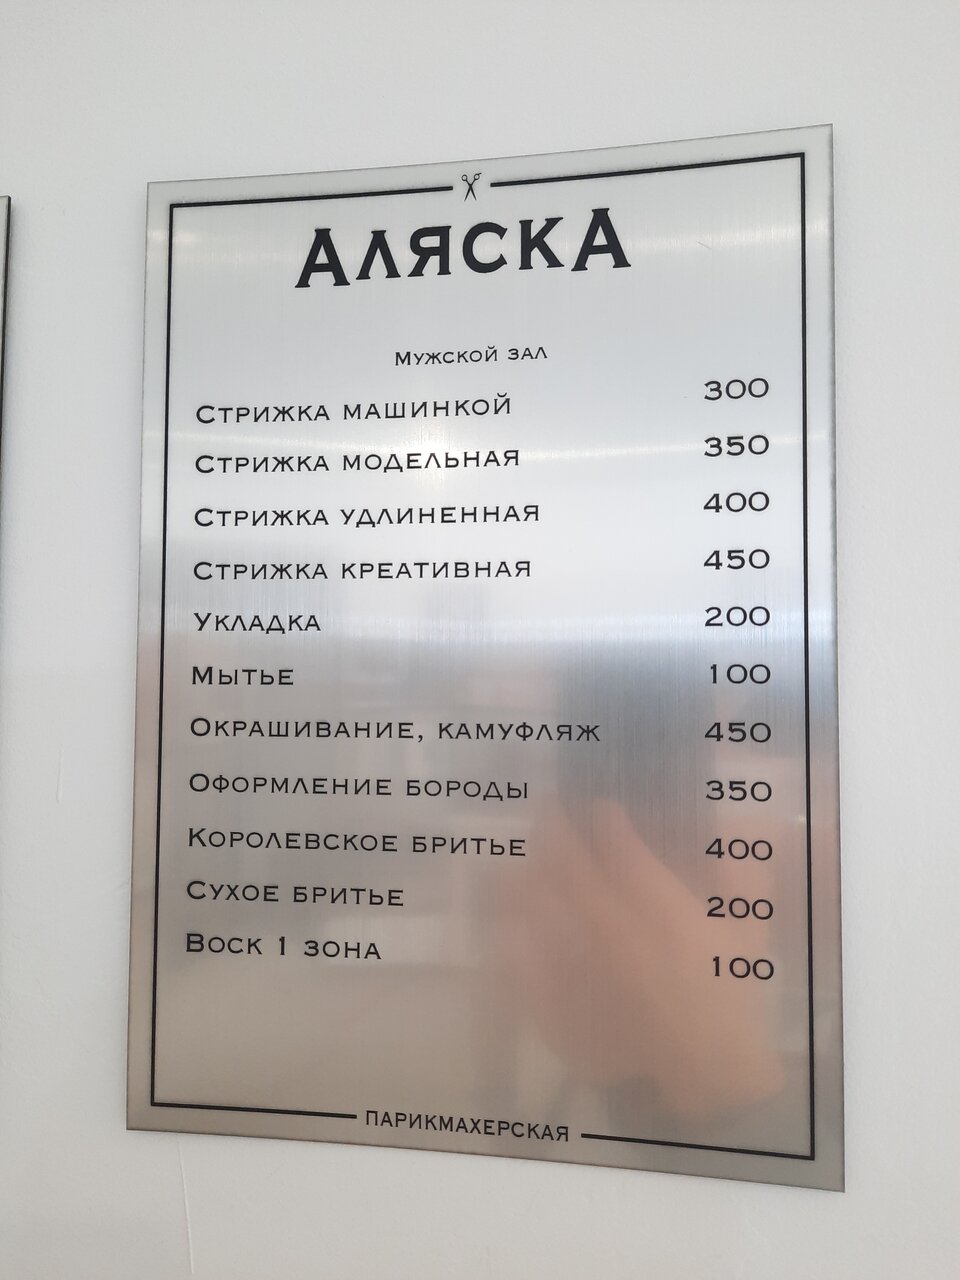 Аляска
Мужской зал
Стрижка машинкой 300
Стрижка модельная 350
Стрижка удлиненная 400
Стрижка креативная 450
Укладка 200
Мытье 100
Окрашивание, камуфляж 450
Оформление бороды 350
Королевское бритье 400
Сухое бритье 200
Воск 1 зона 100
парикмахерская